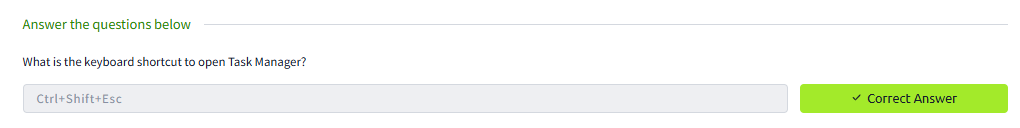 Answer the questions below
What is the keyboard shortcut to open Task Manager?
Ctrl+Shift+Esc
Correct Answer